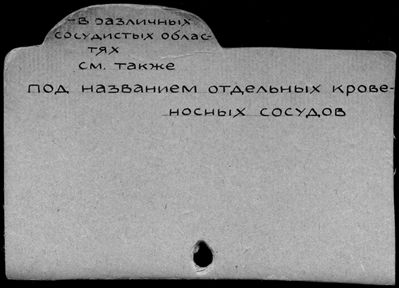 -в различных
сосудистых облас-
тях
см. также
под названием отдельных крове-
носных сосудов